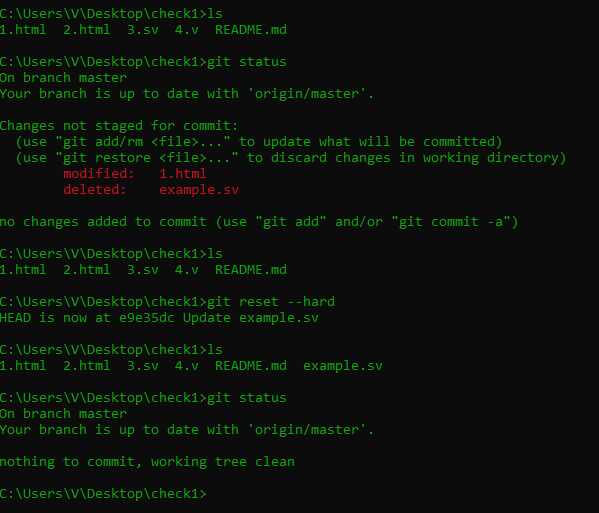 C:\Users\V\Desktop\check1>ls
1.html  2.html  3.sv  4.v  README.md
C:\Users\V\Desktop\check1>git status
On branch master
Your branch is up to date with 'origin/master'.
Changes not staged for commit:
  (use "git add/rm <file>..." to update what will be committed)
  (use "git restore <file>..." to discard changes in working directory)
        modified:   1.html
        deleted:    example.sv
no changes added to commit (use "git add" and/or "git commit -a")
C:\Users\V\Desktop\check1>ls
1.html  2.html  3.sv  4.v  README.md
C:\Users\V\Desktop\check1>git reset --hard
HEAD is now at e9e35dc Update example.sv
C:\Users\V\Desktop\check1>ls
1.html  2.html  3.sv  4.v  README.md  example.sv
C:\Users\V\Desktop\check1>git status
On branch master
Your branch is up to date with 'origin/master'.
nothing to commit, working tree clean
C:\Users\V\Desktop\check1>